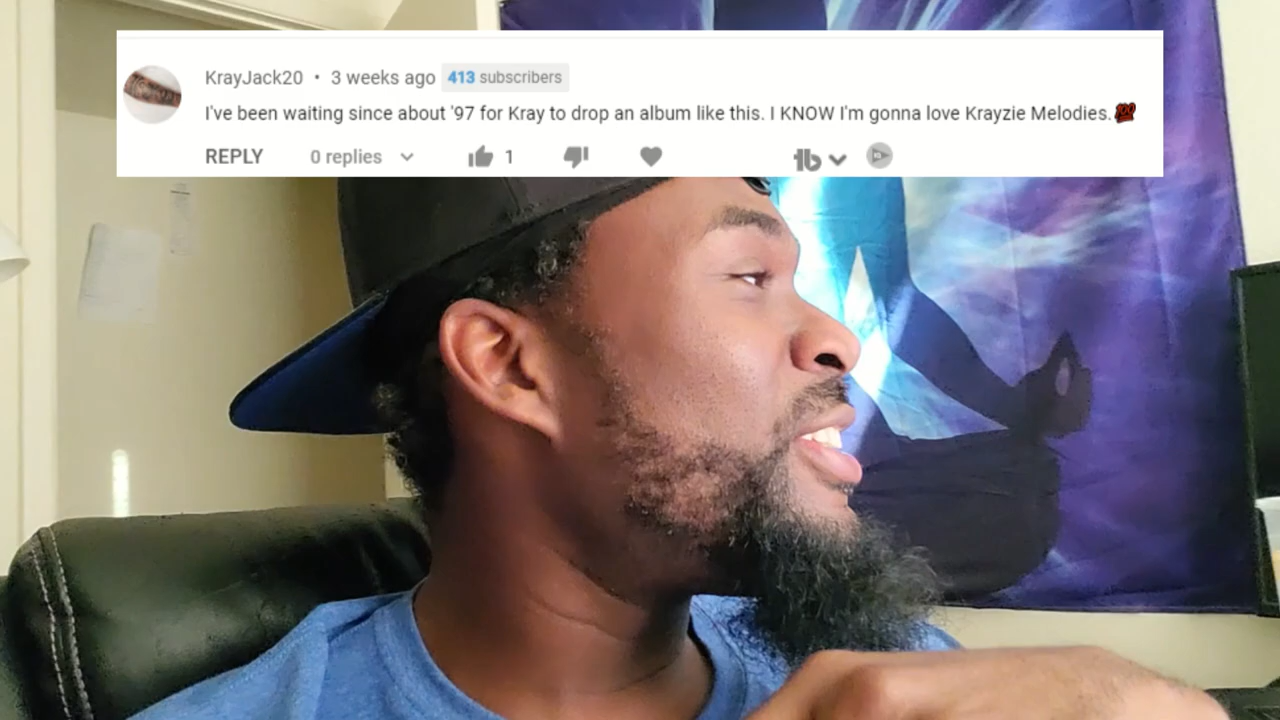 KrayJack20 • 3 weeks ago 413 subscribers
I've been waiting since about '97 for Kray to drop an album like this. I KNOW I'm gonna love Krayzie Melodies.💯
REPLY 0 replies 1 tb